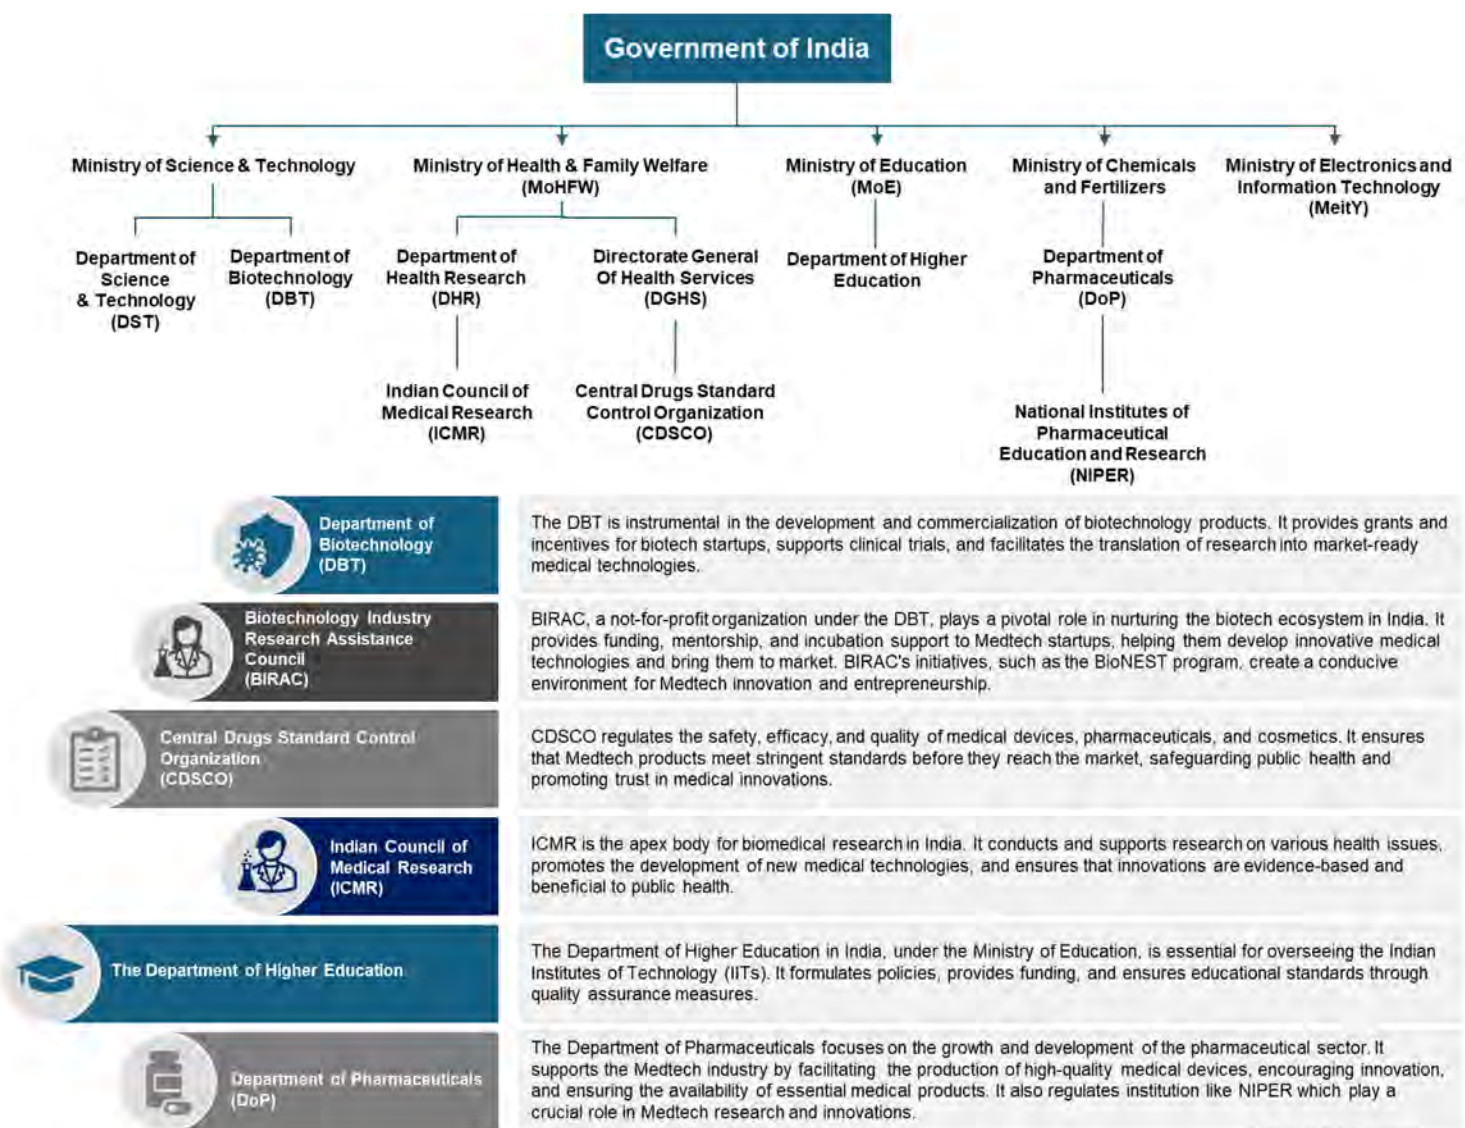 Government of India
Ministry of Science & Technology
Ministry of Health & Family Welfare
(MoHFW)
Ministry of Education
(MoE)
Ministry of Chemicals
and Fertilizers
Ministry of Electronics and
Information Technology
(MeitY)
Department of
Science
& Technology
(DST)
Department of
Biotechnology
(DBT)
Department of
Health Research
(DHR)
Directorate General
Of Health Services
(DGHS)
Department of Higher
Education
Department of
Pharmaceuticals
(DoP)
Indian Council of
Medical Research
(ICMR)
Central Drugs Standard
Control Organization
(CDSCO)
National Institutes of
Pharmaceutical
Education and Research
(NIPER)
Department of
Biotechnology
(DBT)
The DBT is instrumental in the development and commercialization of biotechnology products. It provides grants and
incentives for biotech startups, supports clinical trials, and facilitates the translation of research into market-ready
medical technologies.
Biotechnology Industry
Research Assistance
Council
(BIRAC)
BIRAC, a not-for-profit organization under the DBT, plays a pivotal role in nurturing the biotech ecosystem in India. It
provides funding, mentorship, and incubation support to Medtech startups, helping them develop innovative medical
technologies and bring them to market. BIRAC's initiatives, such as the BioNEST program, create a conducive
environment for Medtech innovation and entrepreneurship.
Central Drugs Standard Control
Organization
(CDSCO)
CDSCO regulates the safety, efficacy, and quality of medical devices, pharmaceuticals, and cosmetics. It ensures
that Medtech products meet stringent standards before they reach the market, safeguarding public health and
promoting trust in medical innovations.
Indian Council of
Medical Research
(ICMR)
ICMR is the apex body for biomedical research in India. It conducts and supports research on various health issues,
promotes the development of new medical technologies, and ensures that innovations are evidence-based and
beneficial to public health.
The Department of Higher Education
The Department of Higher Education in India, under the Ministry of Education, is essential for overseeing the Indian
Institutes of Technology (IITs). It formulates policies, provides funding, and ensures educational standards through
quality assurance measures.
Department of Pharmaceuticals
(DoP)
The Department of Pharmaceuticals focuses on the growth and development of the pharmaceutical sector. It
supports the Medtech industry by facilitating the production of high-quality medical devices, encouraging innovation,
and ensuring the availability of essential medical products. It also regulates institution like NIPER which play a
crucial role in Medtech research and innovations.